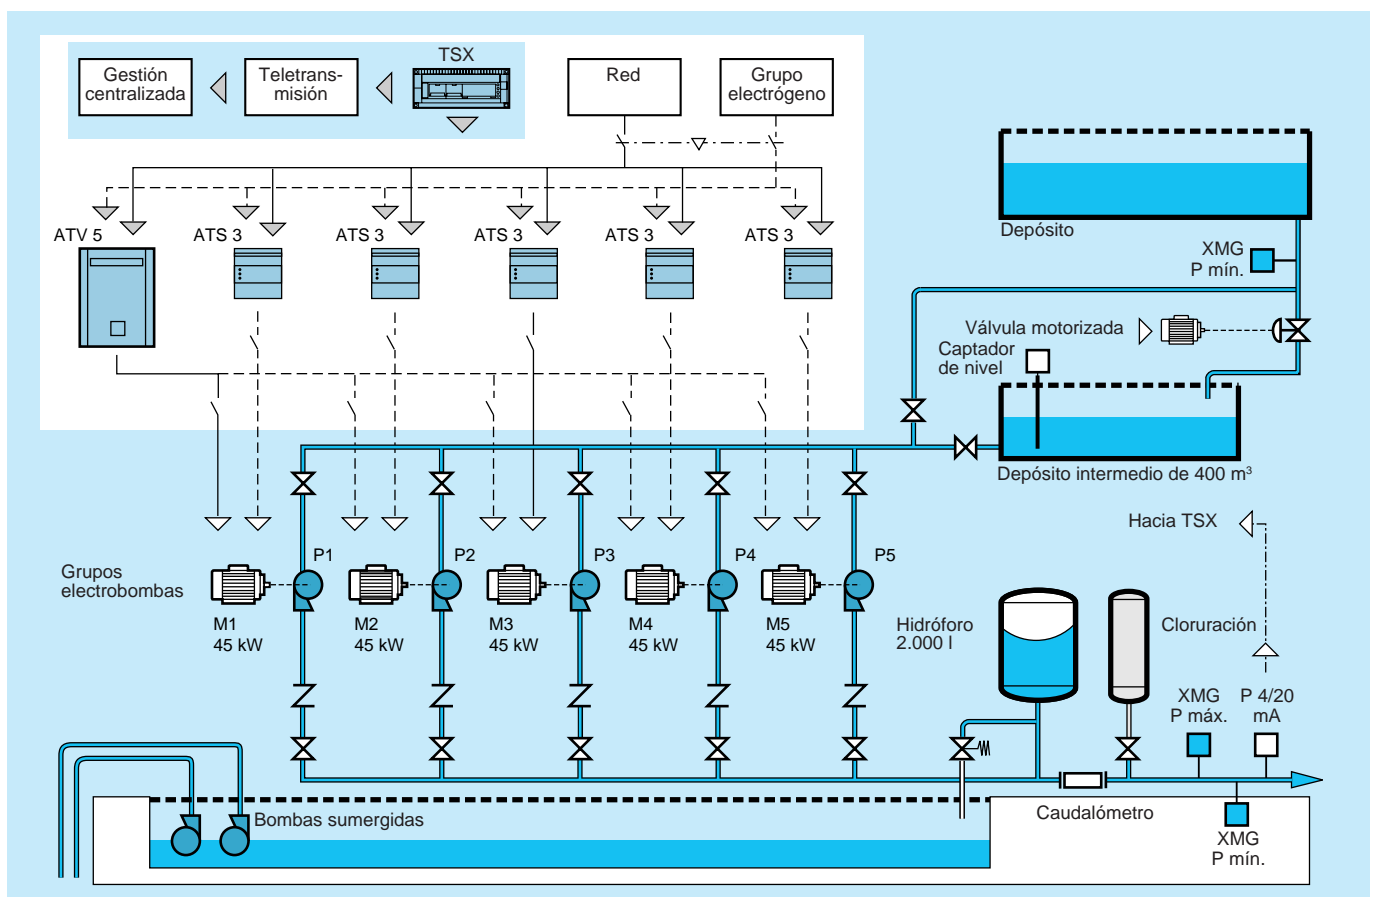 TSX
Gestión
centralizada
Teletrans-
misión
Red
Grupo
electrógeno
ATV 5
ATS 3
ATS 3
ATS 3
ATS 3
ATS 3
Depósito
XMG
P mín.
Válvula motorizada
Captador
de nivel
Depósito intermedio de 400 m³
Hacia TSX
Grupos
electrobombas
P1
P2
P3
P4
P5
M1
45 kW
M2
45 kW
M3
45 kW
M4
45 kW
M5
45 kW
Hidróforo
2.000 l
Cloruración
XMG
P máx.
P 4/20
mA
Bombas sumergidas
Caudalómetro
XMG
P mín.